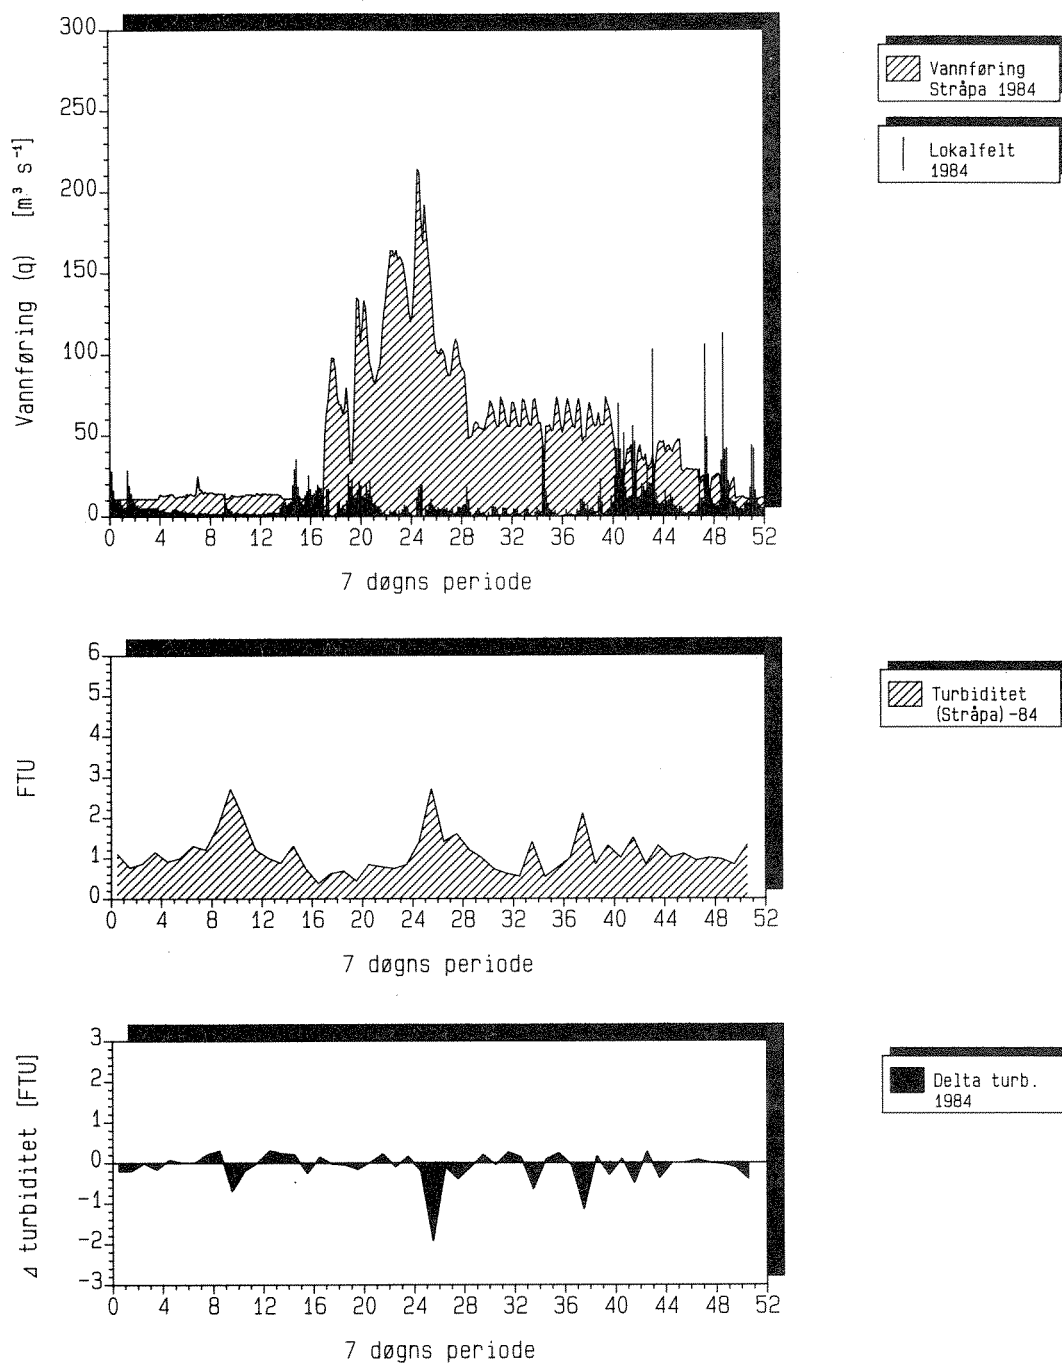 300
250
200
150
100
50
0
Vannføring (q) [m³ s⁻¹]
0 4 8 12 16 20 24 28 32 36 40 44 48 52
7 døgns periode
Vannføring
Stråpa 1984
Lokalfelt
1984
6
5
4
3
2
1
0
FTU
0 4 8 12 16 20 24 28 32 36 40 44 48 52
7 døgns periode
Turbiditet
(Stråpa)-84
3
2
1
0
-1
-2
-3
Δ turbiditet [FTU]
0 4 8 12 16 20 24 28 32 36 40 44 48 52
7 døgns periode
Delta turb.
1984